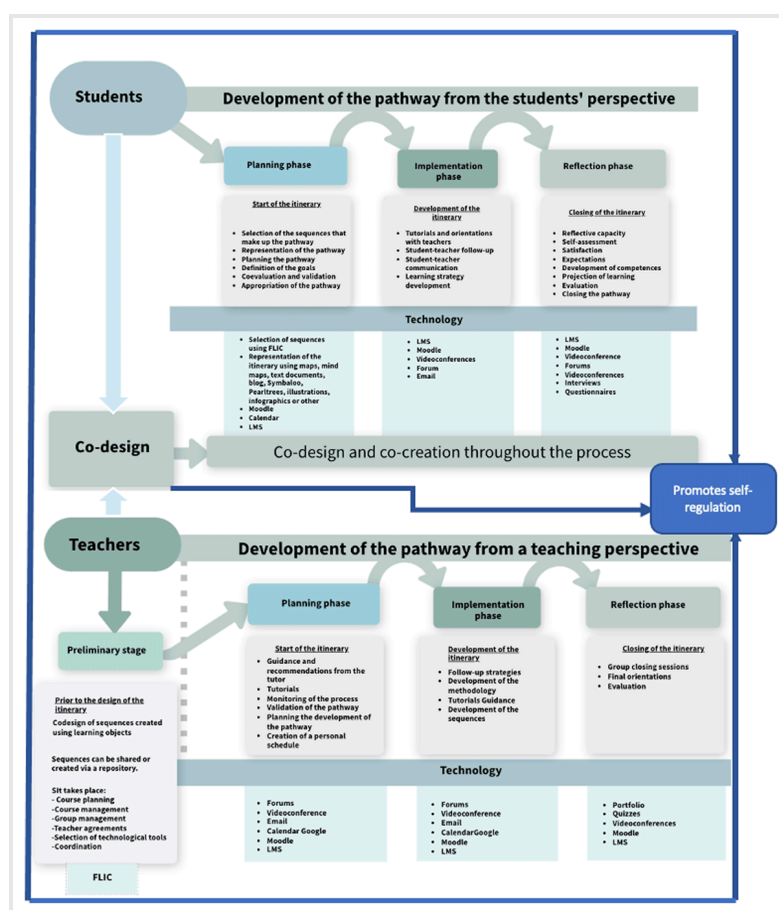 Students
Development of the pathway from the students' perspective
Planning phase
Implementation
phase
Reflection phase
Start of the itinerary
Selection of the sequences that
make up the pathway
Representation of the pathway
Planning the pathway
Definition of the goals
Coevaluation and validation
Appropriation of the pathway
Development of the
itinerary
Tutorials and orientations
with teachers
Student-teacher follow-up
Student-teacher
communication
Learning strategy
development
Closing of the itinerary
Reflective capacity
Self-assessment
Satisfaction
Expectations
Development of competences
Projection of learning
Evaluation
Closing the pathway
Technology
Selection of sequences
using FLIC
Representation of the
itinerary using maps, mind
maps, text documents,
blog, Symbaloo,
Pearltrees, illustrations,
infographics or other
Moodle
Calendar
LMS
LMS
Moodle
Videoconferences
Forum
Email
LMS
Moodle
Videoconference
Forums
Videoconferences
Interviews
Questionnaires
Co-design
Co-design and co-creation throughout the process
Promotes self-
regulation
Teachers
Development of the pathway from a teaching perspective
Preliminary stage
Planning phase
Implementation
phase
Reflection phase
Prior to the design of the
itinerary
Codesign of sequences created
using learning objects
Sequences can be shared or
created via a repository.
SIt takes place:
- Course planning
-Course management
-Group management
-Teacher agreements
-Selection of technological tools
-Coordination
FLIC
Start of the itinerary
Guidance and
recommendations from the
tutor
Tutorials
Monitoring of the process
Validation of the pathway
Planning the development of
the pathway
Creation of a personal
schedule
Development of the
itinerary
Follow-up strategies
Development of the
methodology
Tutorials Guidance
Development of the
sequences
Closing of the itinerary
Group closing sessions
Final orientations
Evaluation
Technology
Forums
Videoconference
Email
Calendar Google
Moodle
LMS
Forums
Videoconference
Email
CalendarGoogle
Moodle
LMS
Portfolio
Quizzes
Videoconferences
Moodle
LMS